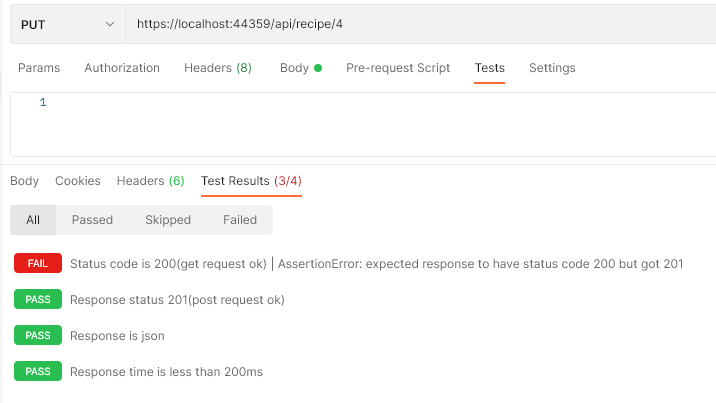 PUT https://localhost:44359/api/recipe/4
Params Authorization Headers (8) Body Pre-request Script Tests Settings
1
Body Cookies Headers (6) Test Results (3/4)
All Passed Skipped Failed
FAIL Status code is 200(get request ok) | AssertionError: expected response to have status code 200 but got 201
PASS Response status 201(post request ok)
PASS Response is json
PASS Response time is less than 200ms